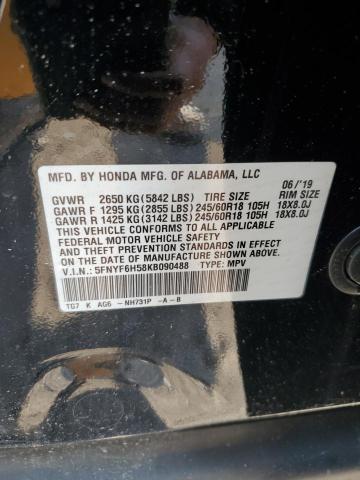 MFD. BY HONDA MFG. OF ALABAMA, LLC 06/'19
GVWR 2650 KG(5842 LBS) TIRE SIZE RIM SIZE
GAWR F 1295 KG(2855 LBS) 245/60R18 105H 18X8.0J
GAWR R 1425 KG(3142 LBS) 245/60R18 105H 18X8.0J
THIS VEHICLE CONFORMS TO ALL APPLICABLE
FEDERAL MOTOR VEHICLE SAFETY, BUMPER,
AND THEFT PREVENTION STANDARDS IN EFFECT
ON THE DATE OF MANUFACTURE SHOWN ABOVE.
V.I.N.: 5FNYF6H58KB090488 TYPE: MPV
TG7 K AG6 -NH731P -A-B